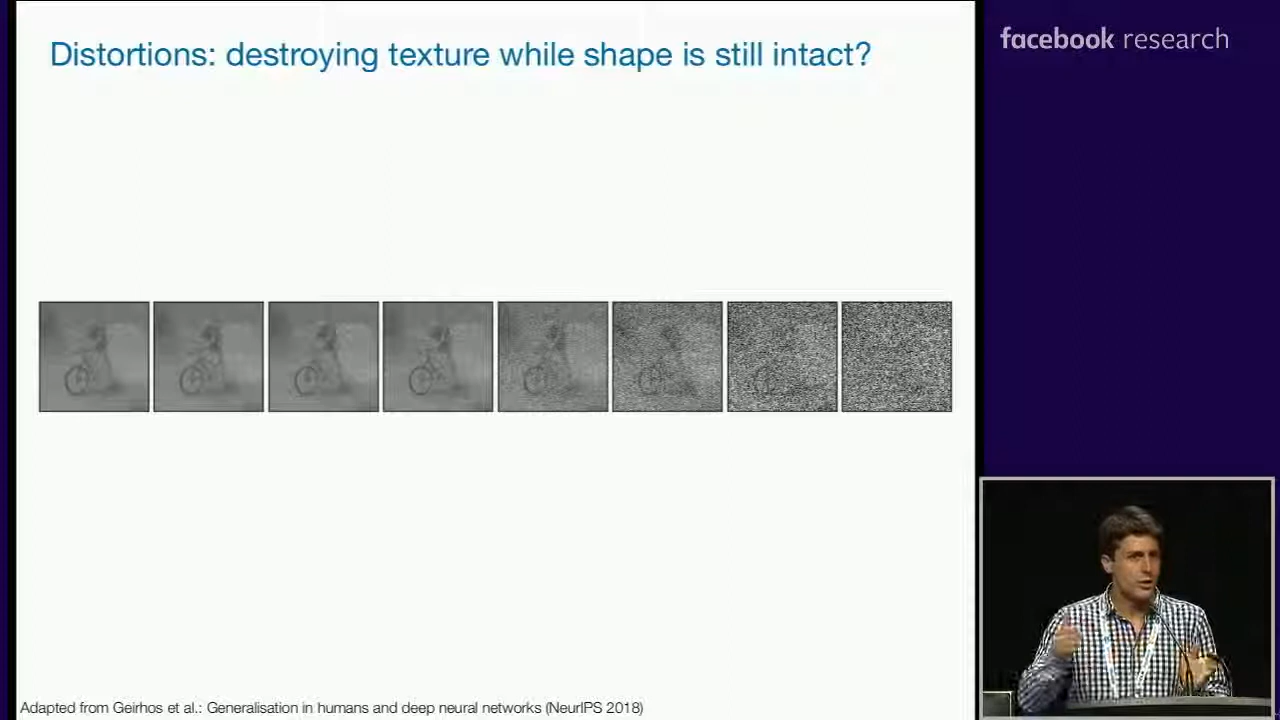 Distortions: destroying texture while shape is still intact?
facebook research
Adapted from Geirhos et al.: Generalisation in humans and deep neural networks (NeurIPS 2018)